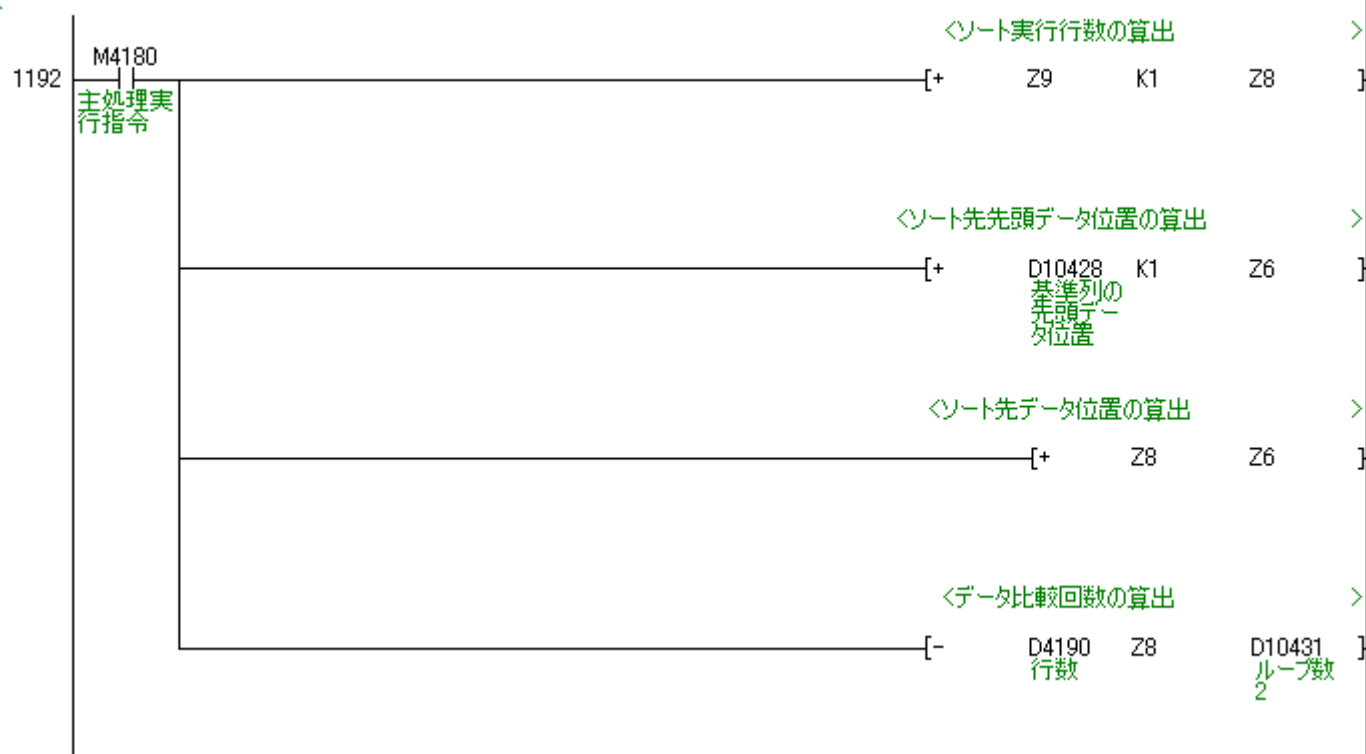 <ソート実行行数の算出 >
M4180
1192 [+ Z9 K1 Z8 ]
主処理実
行指令
<ソート先先頭データ位置の算出 >
[+ D10428 K1 Z6 ]
基準列の
先頭デー
タ位置
<ソート先データ位置の算出 >
[+ Z8 Z6 ]
<データ比較回数の算出 >
[- D4190 Z8 D10431 ]
行数 ループ数
2